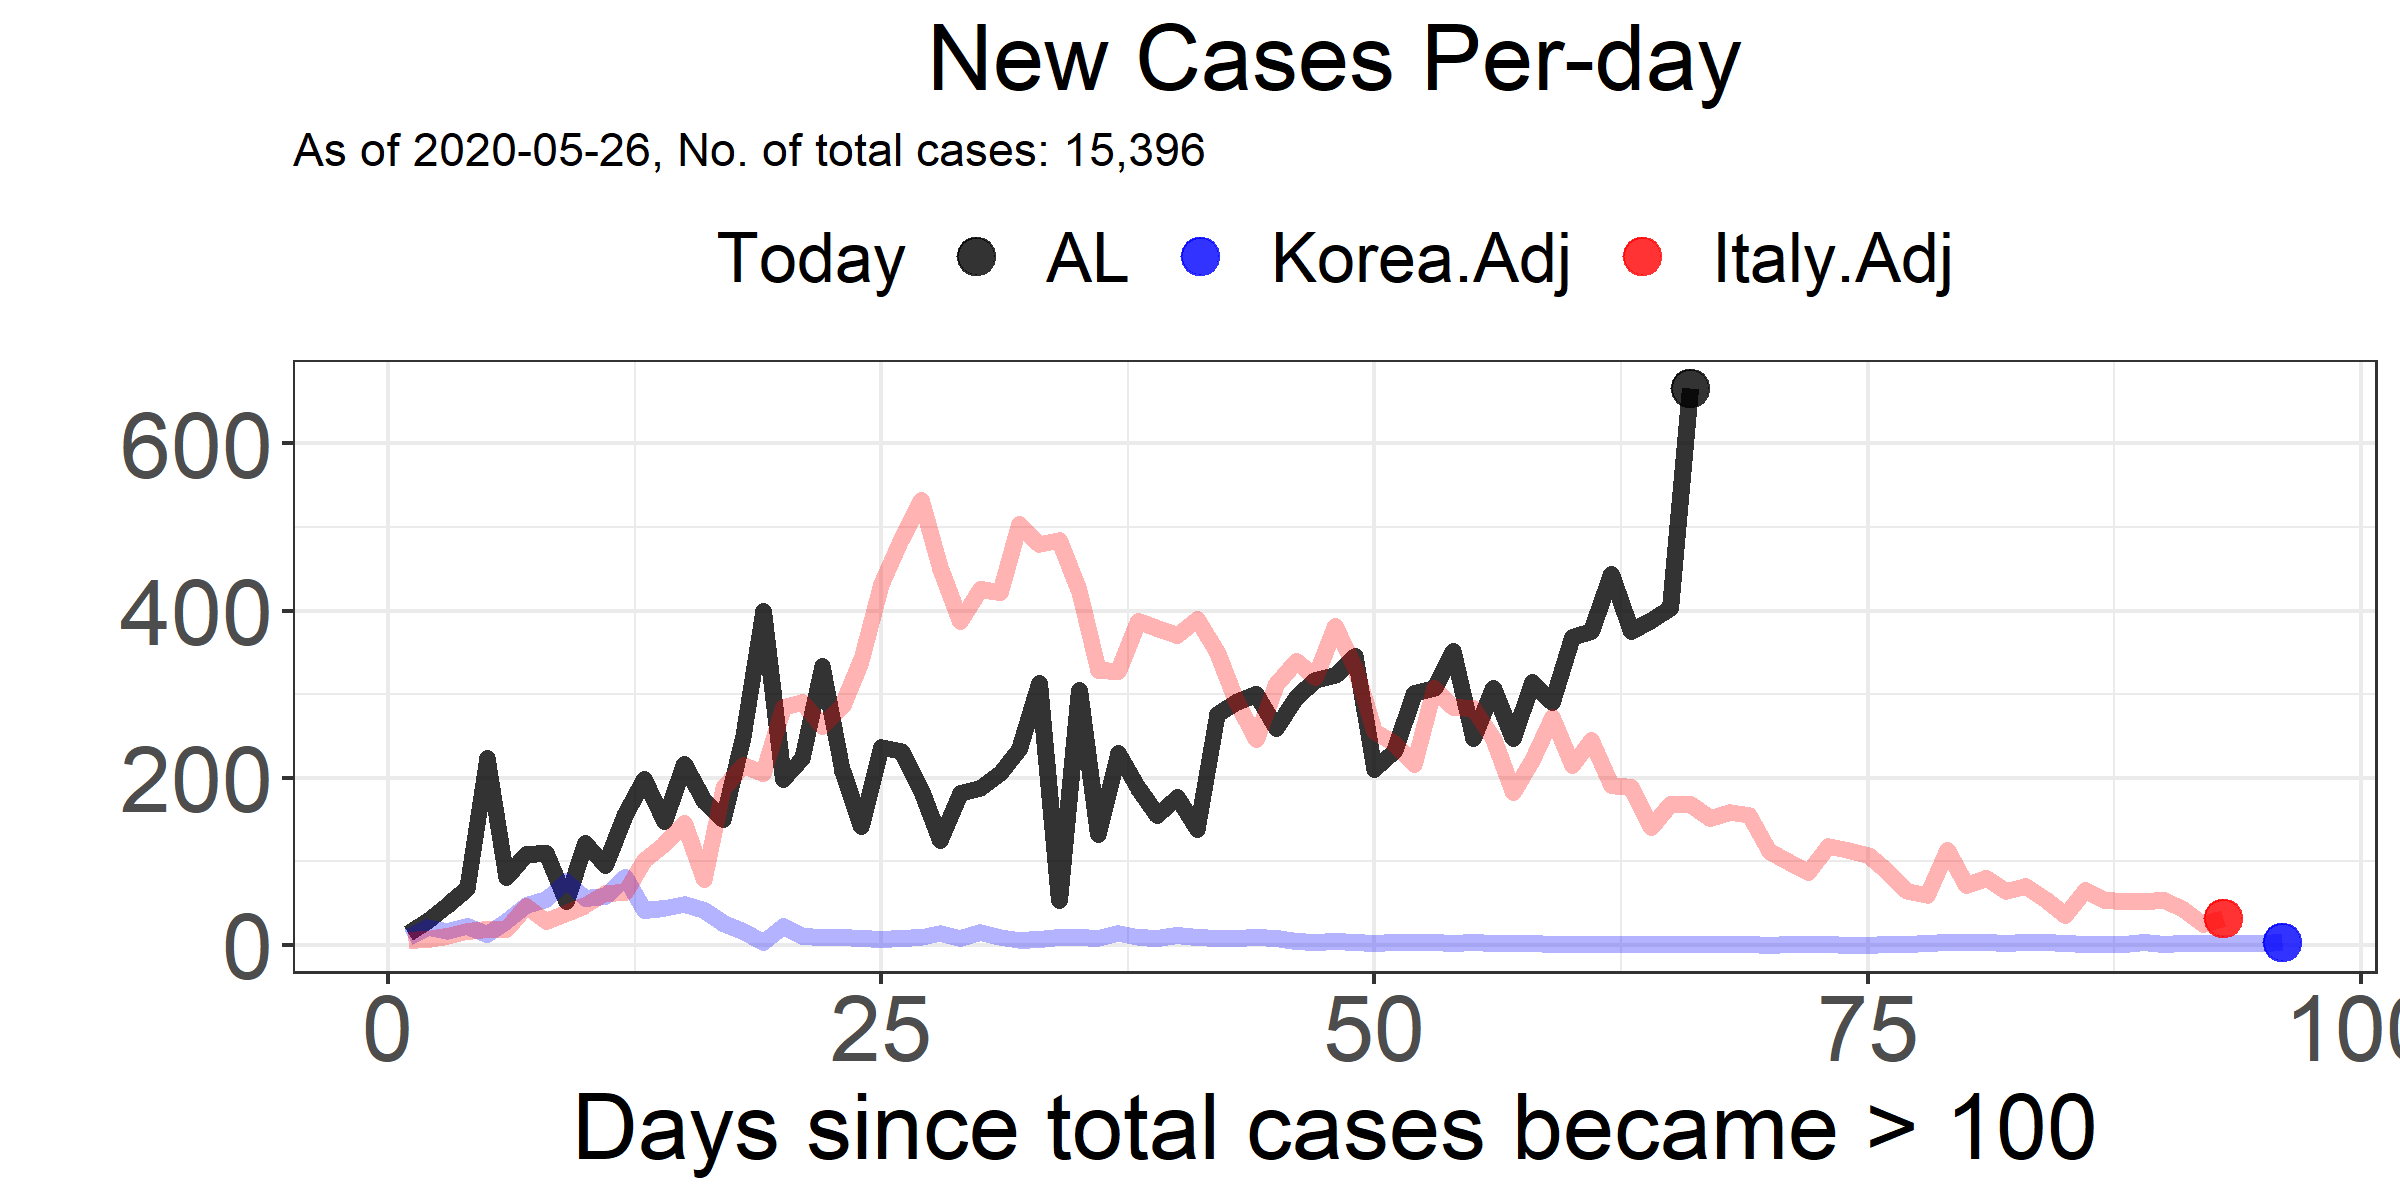 New Cases Per-day
As of 2020-05-26, No. of total cases: 15,396
Today AL Korea.Adj Italy.Adj
600
400
200
0
0 25 50 75 100
Days since total cases became > 100